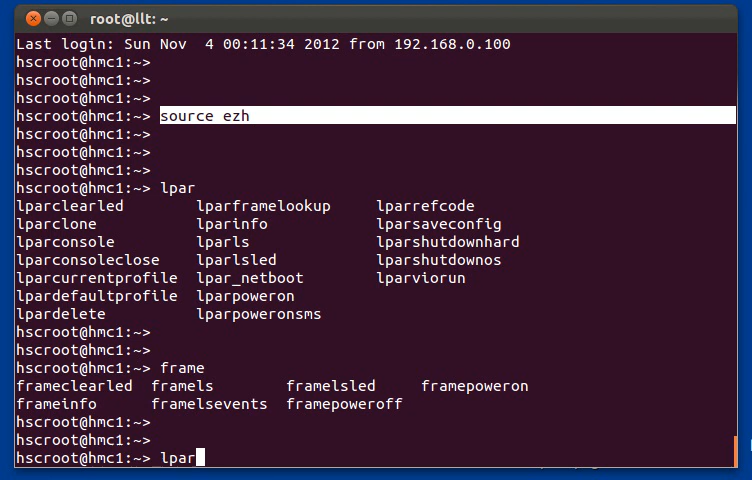 root@llt: ~
Last login: Sun Nov  4 00:11:34 2012 from 192.168.0.100
hscroot@hmc1:~>
hscroot@hmc1:~>
hscroot@hmc1:~>
hscroot@hmc1:~> source ezh
hscroot@hmc1:~>
hscroot@hmc1:~>
hscroot@hmc1:~>
hscroot@hmc1:~> lpar
lparclearled        lparframelookup     lparrefcode
lparclone           lparinfo            lparsaveconfig
lparconsole         lparls              lparshutdownhard
lparconsoleclose    lparlsled           lparshutdownos
lparcurrentprofile  lpar_netboot        lparviorun
lpardefaultprofile  lparpoweron
lpardelete          lparpoweronsms
hscroot@hmc1:~>
hscroot@hmc1:~>
hscroot@hmc1:~> frame
frameclearled  framels        framelsled     framepoweron
frameinfo      framelsevents  framepoweroff
hscroot@hmc1:~>
hscroot@hmc1:~>
hscroot@hmc1:~> lpar